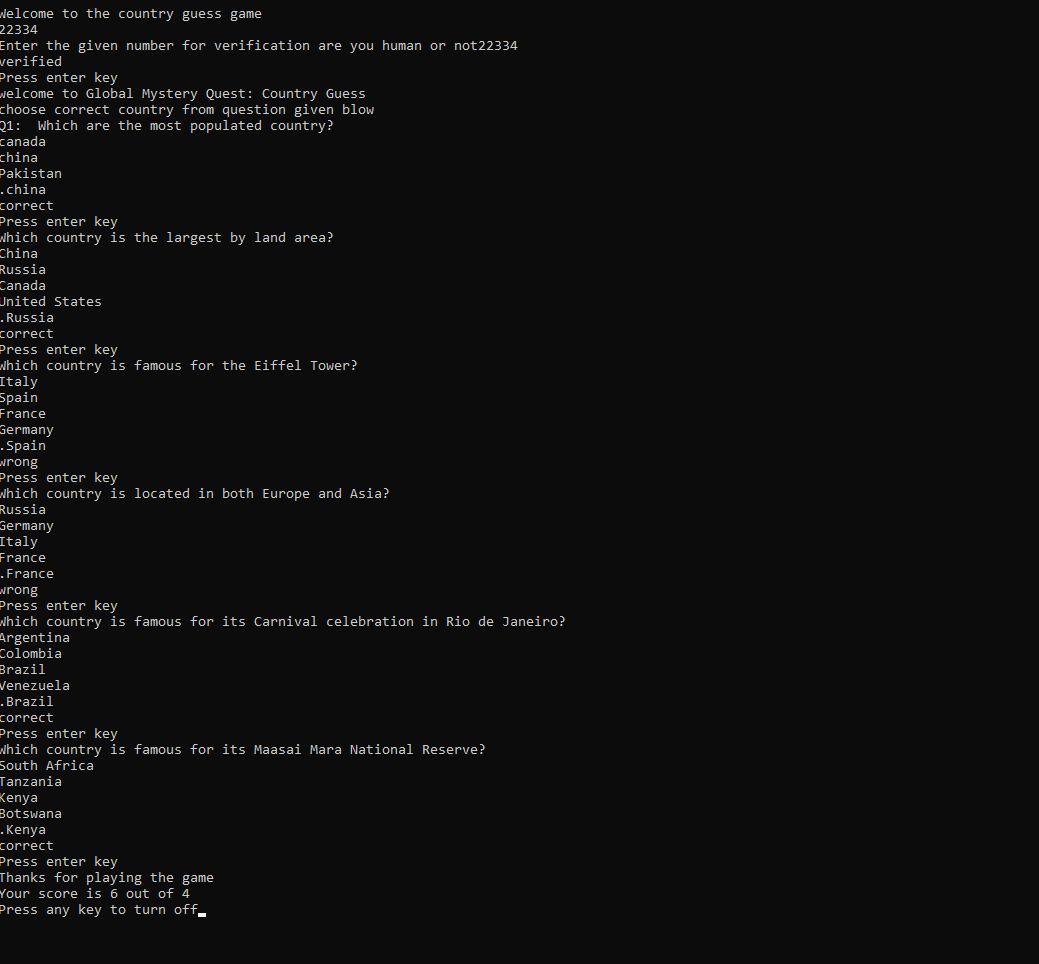 Welcome to the country guess game
22334
Enter the given number for verification are you human or not22334
verified
Press enter key
welcome to Global Mystery Quest: Country Guess
choose correct country from question given blow
Q1:  Which are the most populated country?
canada
china
Pakistan
.china
correct
Press enter key
Which country is the largest by land area?
China
Russia
Canada
United States
.Russia
correct
Press enter key
Which country is famous for the Eiffel Tower?
Italy
Spain
France
Germany
.Spain
wrong
Press enter key
Which country is located in both Europe and Asia?
Russia
Germany
Italy
France
.France
wrong
Press enter key
Which country is famous for its Carnival celebration in Rio de Janeiro?
Argentina
Colombia
Brazil
Venezuela
.Brazil
correct
Press enter key
Which country is famous for its Maasai Mara National Reserve?
South Africa
Tanzania
Kenya
Botswana
.Kenya
correct
Press enter key
Thanks for playing the game
Your score is 6 out of 4
Press any key to turn off